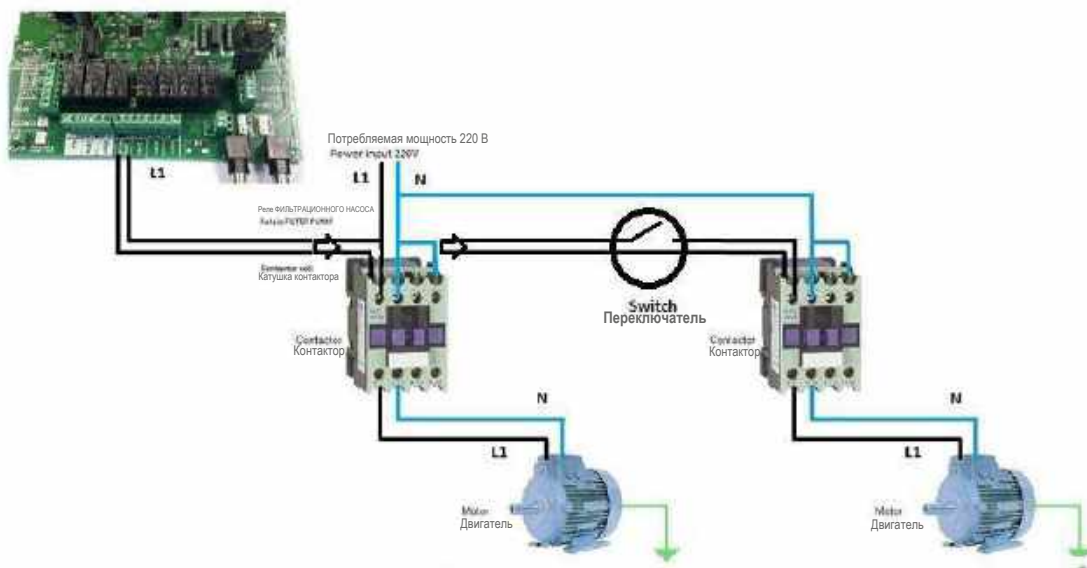 L1
Потребляемая мощность 220 В
Power input 220V
L1
N
Реле ФИЛЬТРАЦИОННОГО НАСОСА
Катушка контактора
Switch
Переключатель
Contactor
Контактор
Contactor
Контактор
N
L1
N
L1
Motor
Двигатель
Motor
Двигатель